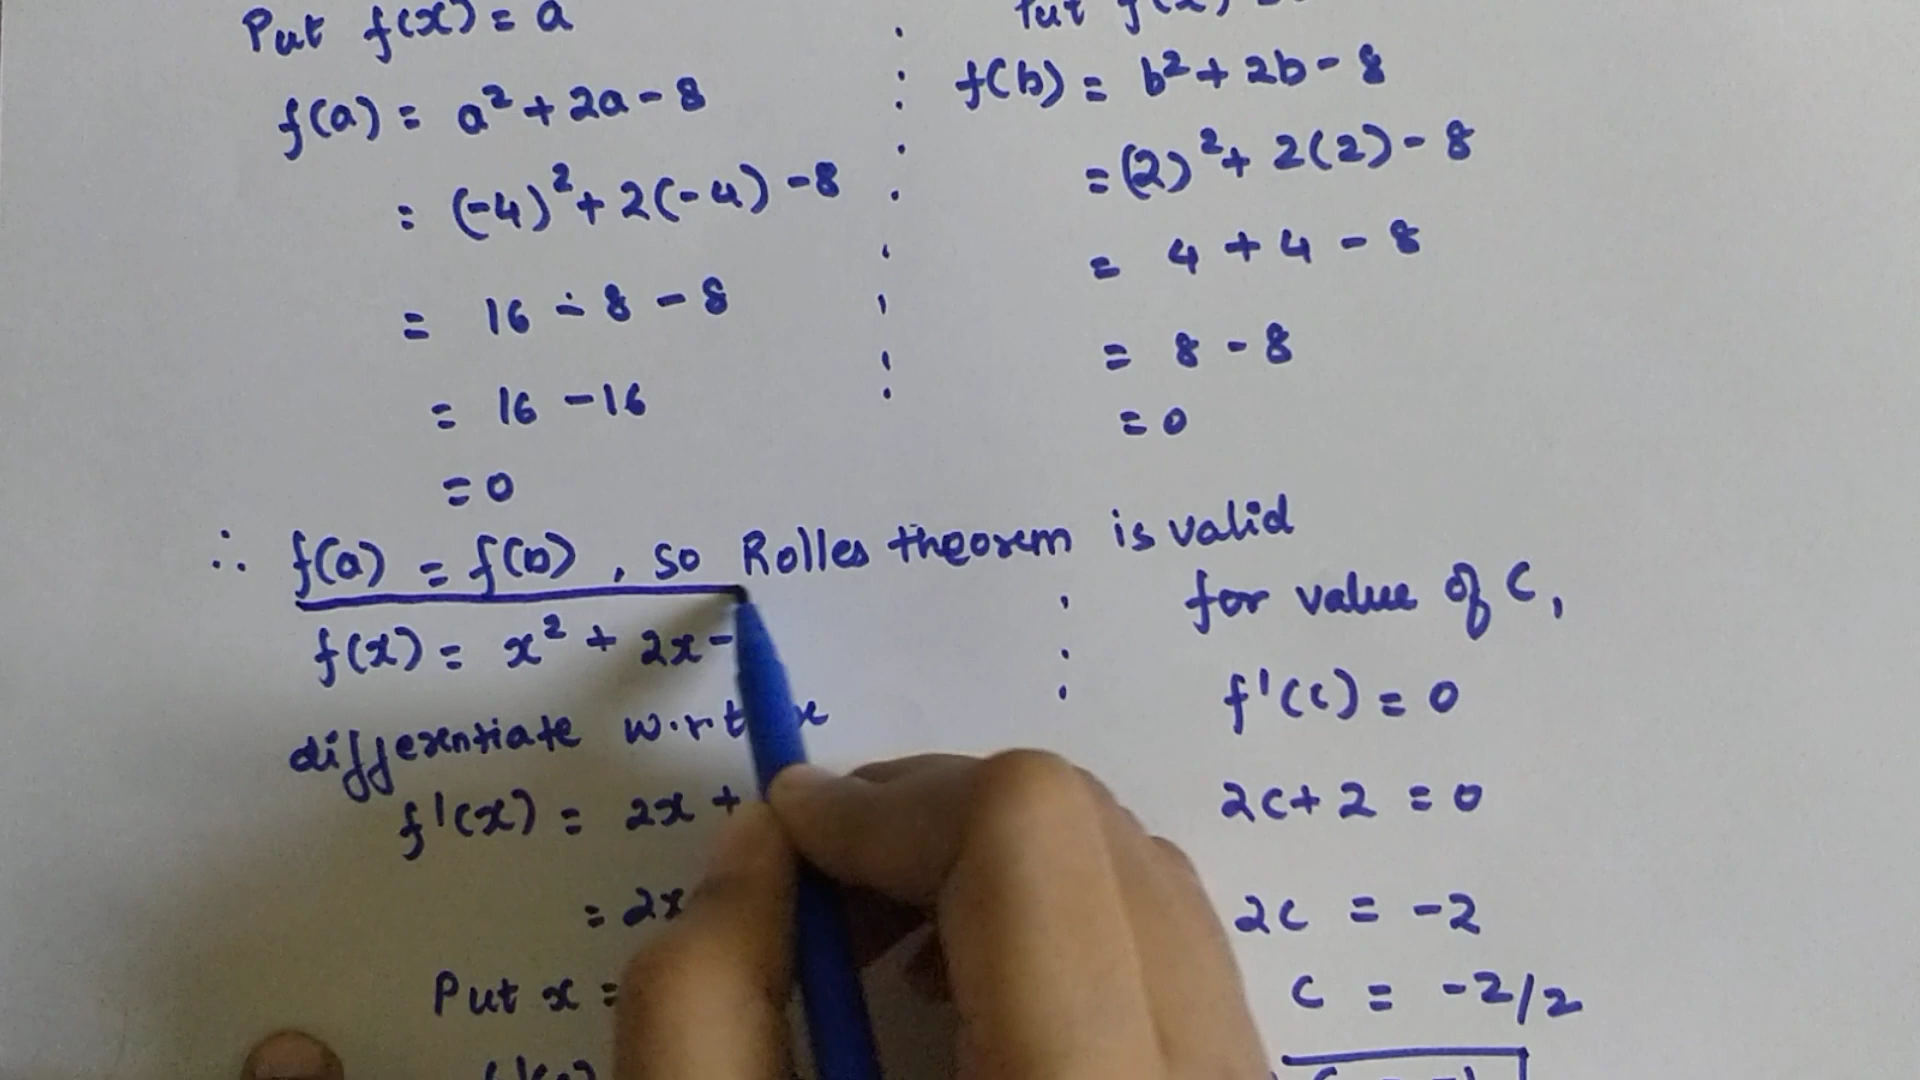 Put f(x) = a
f(a) = a² + 2a - 8
= (-4)² + 2(-4) - 8
= 16 - 8 - 8
= 16 - 16
= 0
Put
f(b) = b² + 2b - 8
= (2)² + 2(2) - 8
= 4 + 4 - 8
= 8 - 8
= 0
∴ f(a) = f(b), so Rolles theorem is valid
f(x) = x² + 2x -
differentiate w.r.t x
f'(x) = 2x +
= 2x
Put x =
for value of C,
f'(c) = 0
2c + 2 = 0
2c = -2
c = -2/2